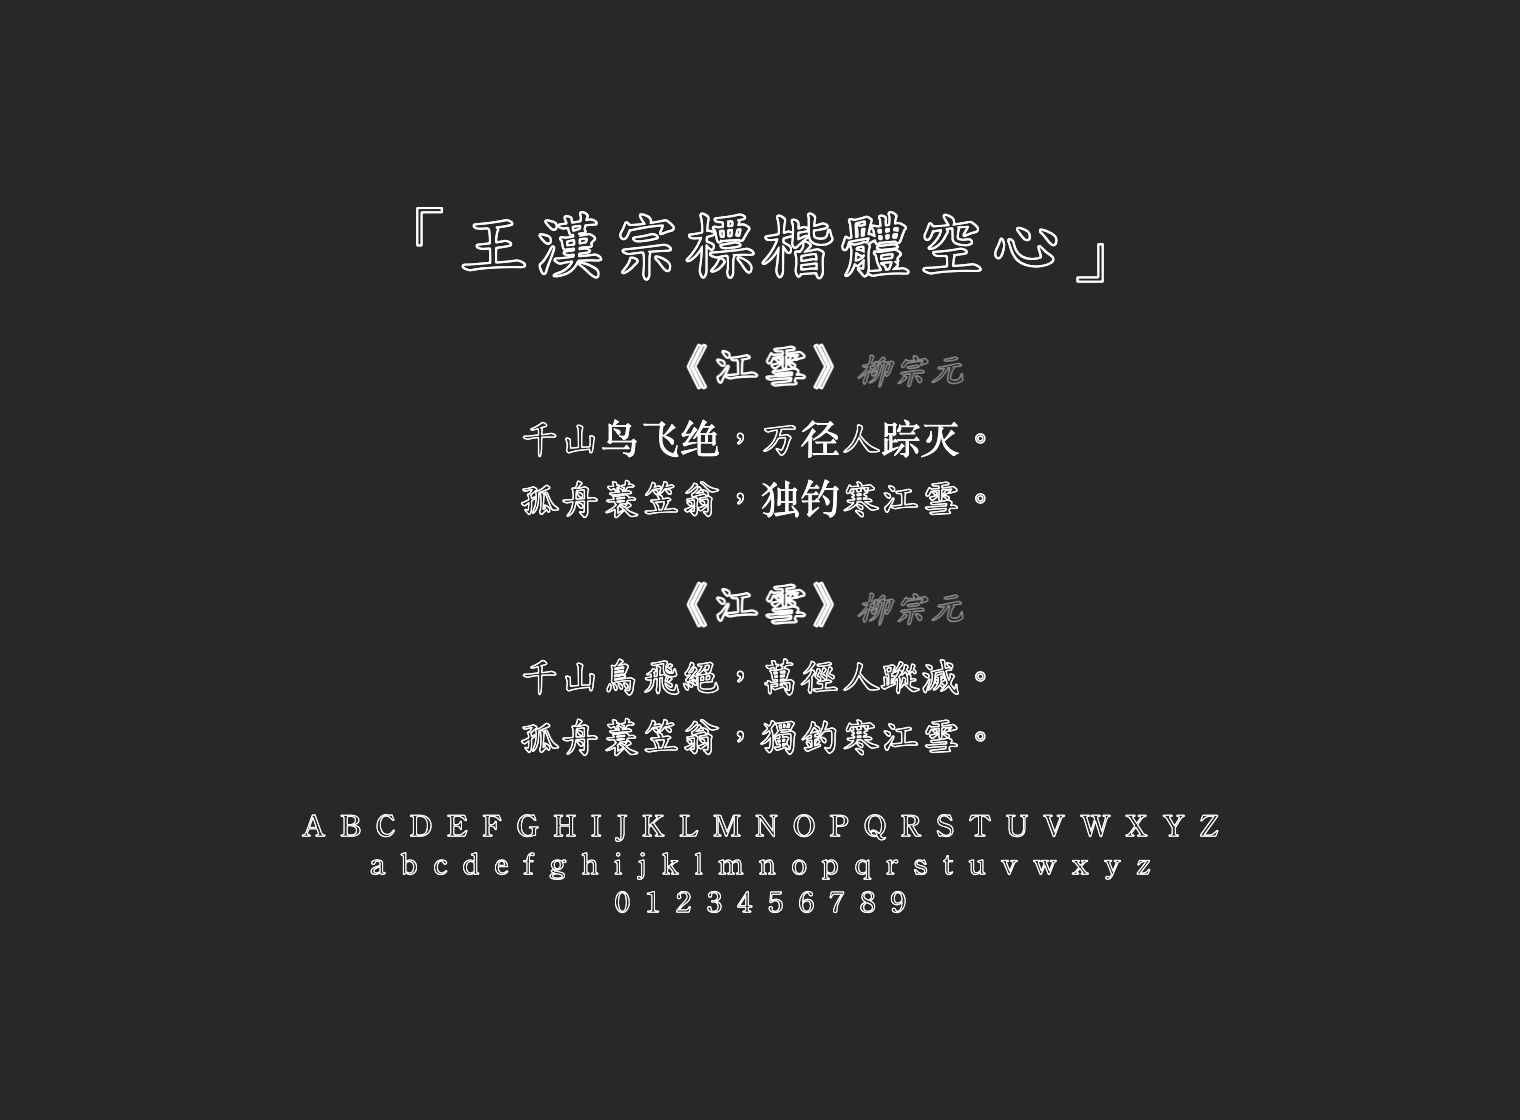 「王漢宗標楷體空心」
《江雪》柳宗元
千山鸟飞绝，万径人踪灭。
孤舟蓑笠翁，独钓寒江雪。
《江雪》柳宗元
千山鳥飛絕，萬徑人蹤滅。
孤舟蓑笠翁，獨釣寒江雪。
A B C D E F G H I J K L M N O P Q R S T U V W X Y Z
a b c d e f g h i j k l m n o p q r s t u v w x y z
0 1 2 3 4 5 6 7 8 9